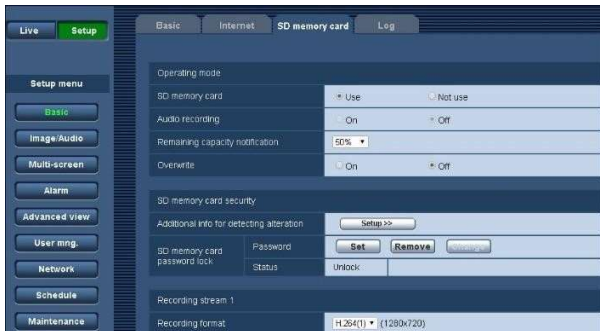 Live Setup
Basic Internet SD memory card Log
Setup menu
Basic
Image/Audio
Multi-screen
Alarm
Advanced view
User mng.
Network
Schedule
Maintenance
Operating mode
SD memory card Use Not use
Audio recording On Off
Remaining capacity notification 50%
Overwrite On Off
SD memory card security
Additional info for detecting alteration Setup >>
SD memory card password lock Password Set Remove Change
Status Unlock
Recording stream 1
Recording format H.264(1) (1280x720)